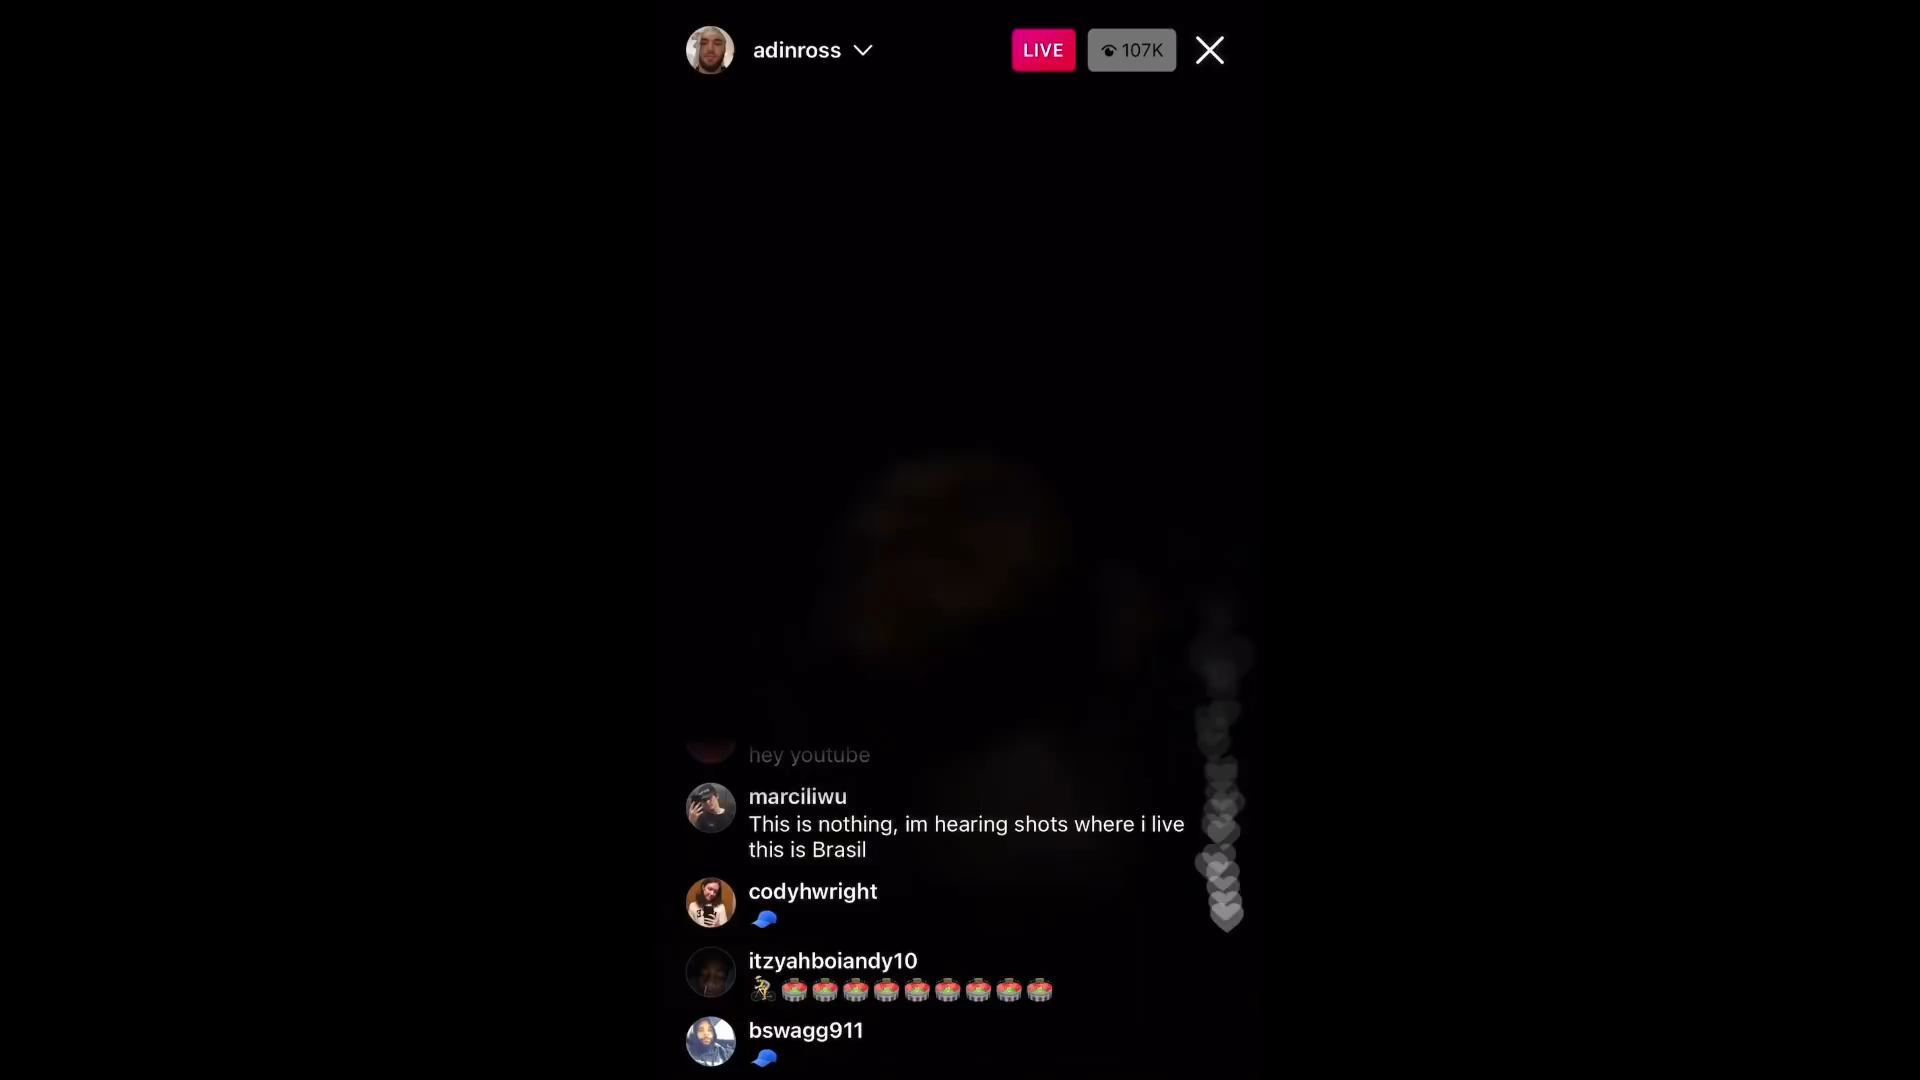 adinross
LIVE
107K
hey youtube
marciliwu
This is nothing, im hearing shots where i live
this is Brasil
codyhwright
🧢
itzyahboiandy10
🚴🏟️🏟️🏟️🏟️🏟️🏟️🏟️🏟️🏟️
bswagg911
🧢